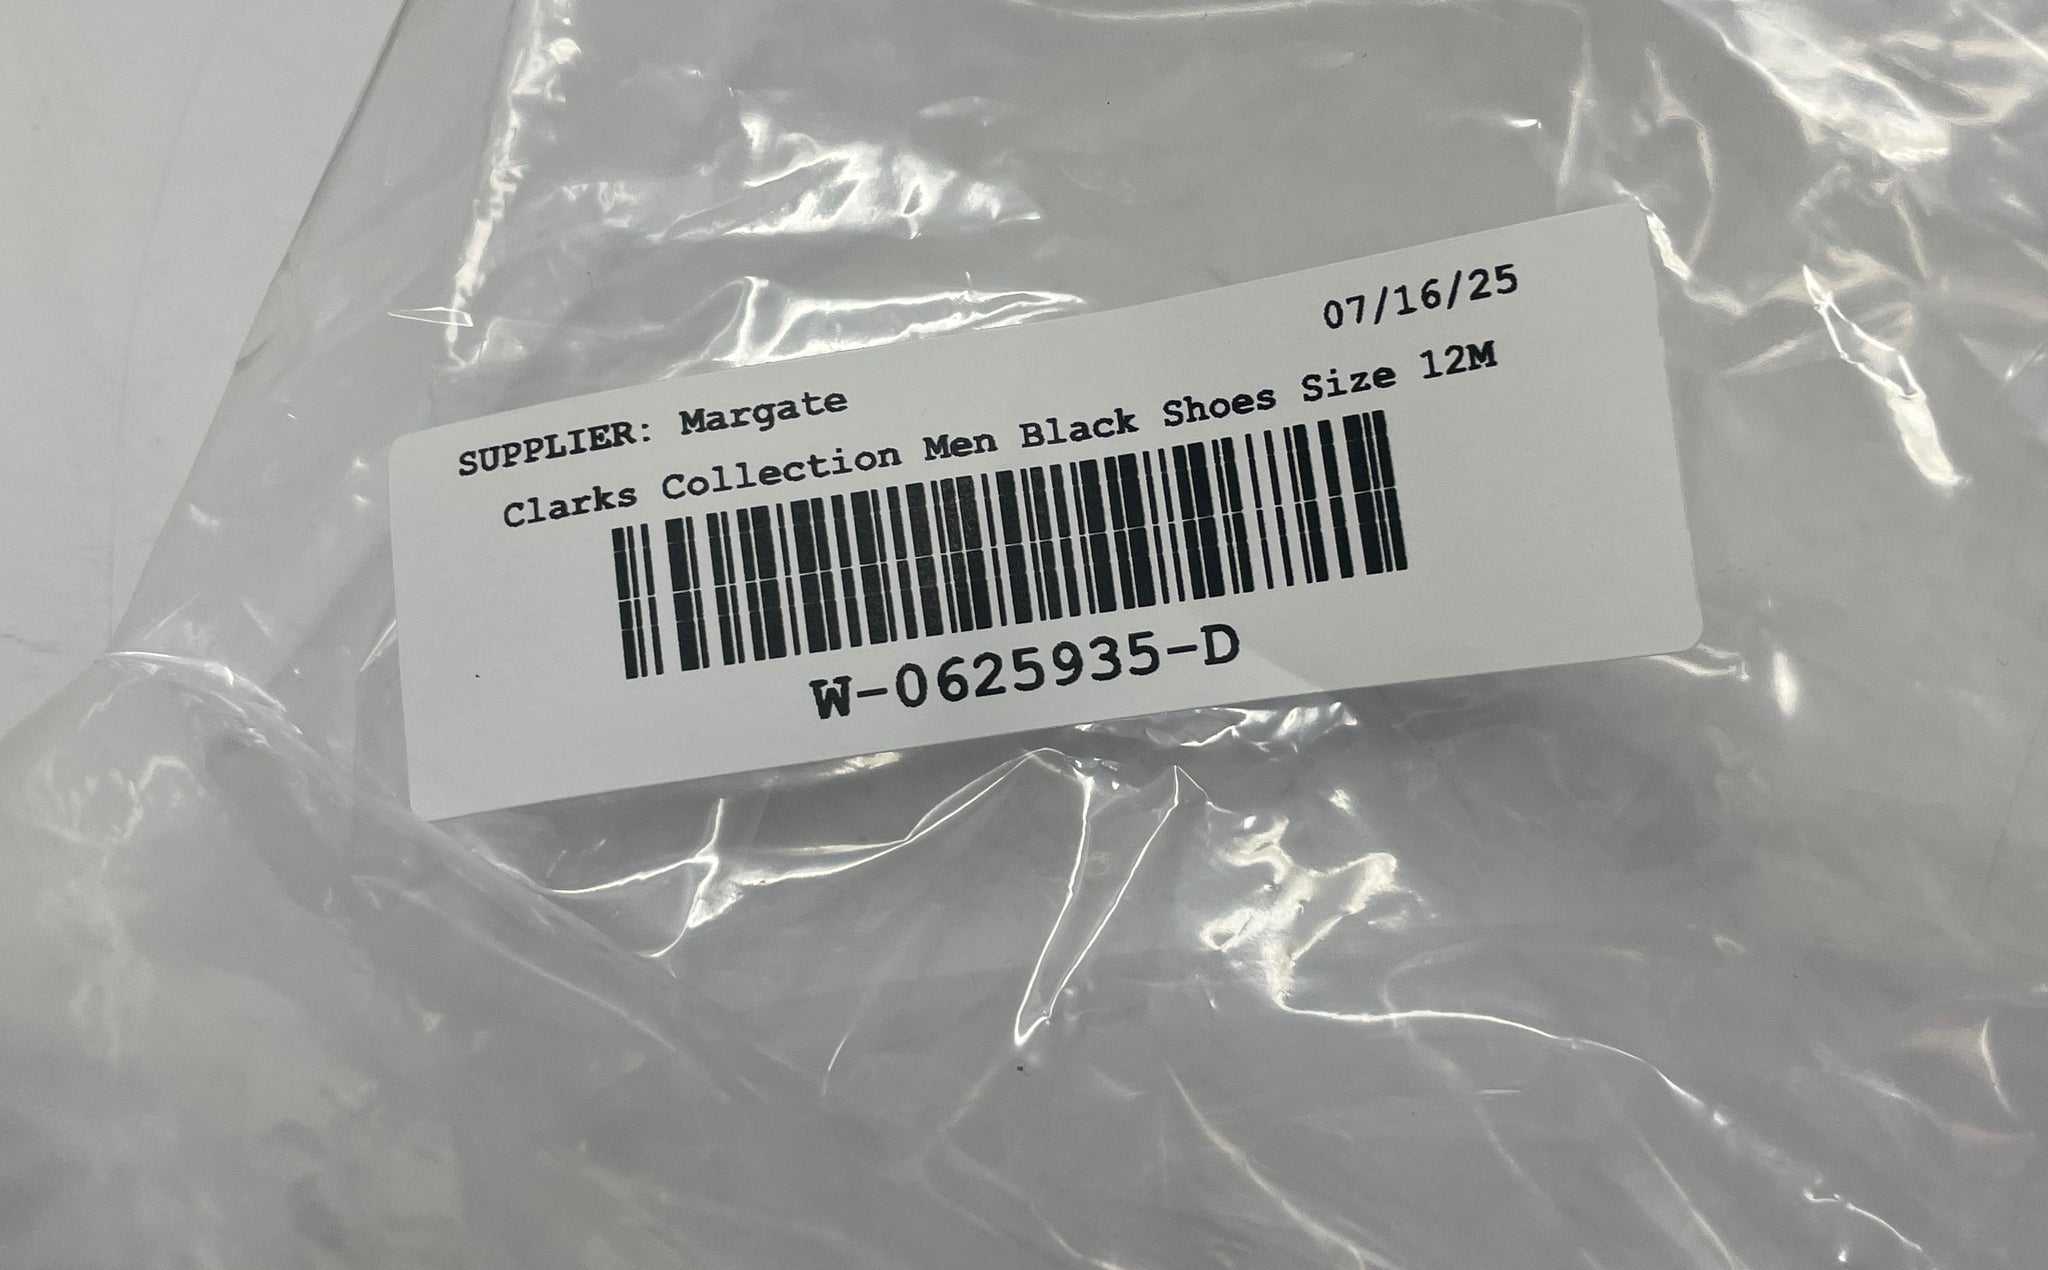 07/16/25
SUPPLIER: Margate
Clarks Collection Men Black Shoes Size 12M
W-0625935-D